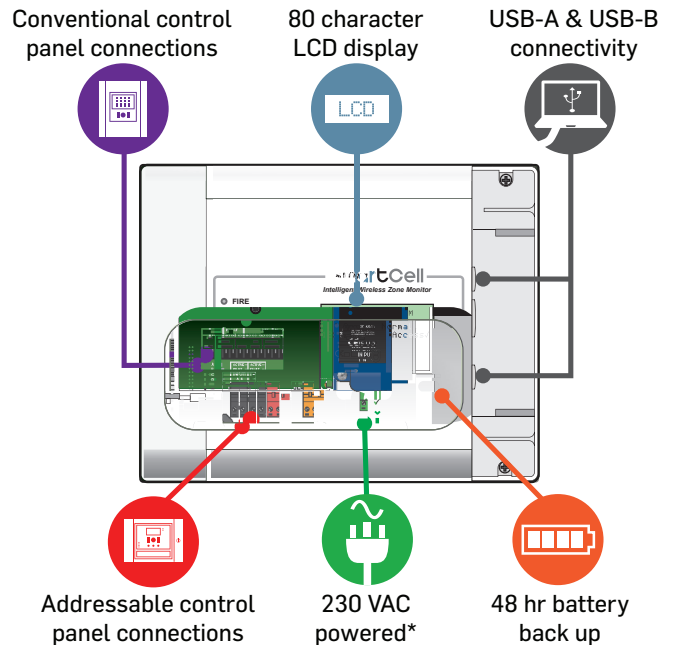 Conventional control
panel connections
80 character
LCD display
USB-A & USB-B
connectivity
LCD
Intelligent Wireless Zone Monitor
FIRE
Addressable control
panel connections
230 VAC
powered*
48 hr battery
back up